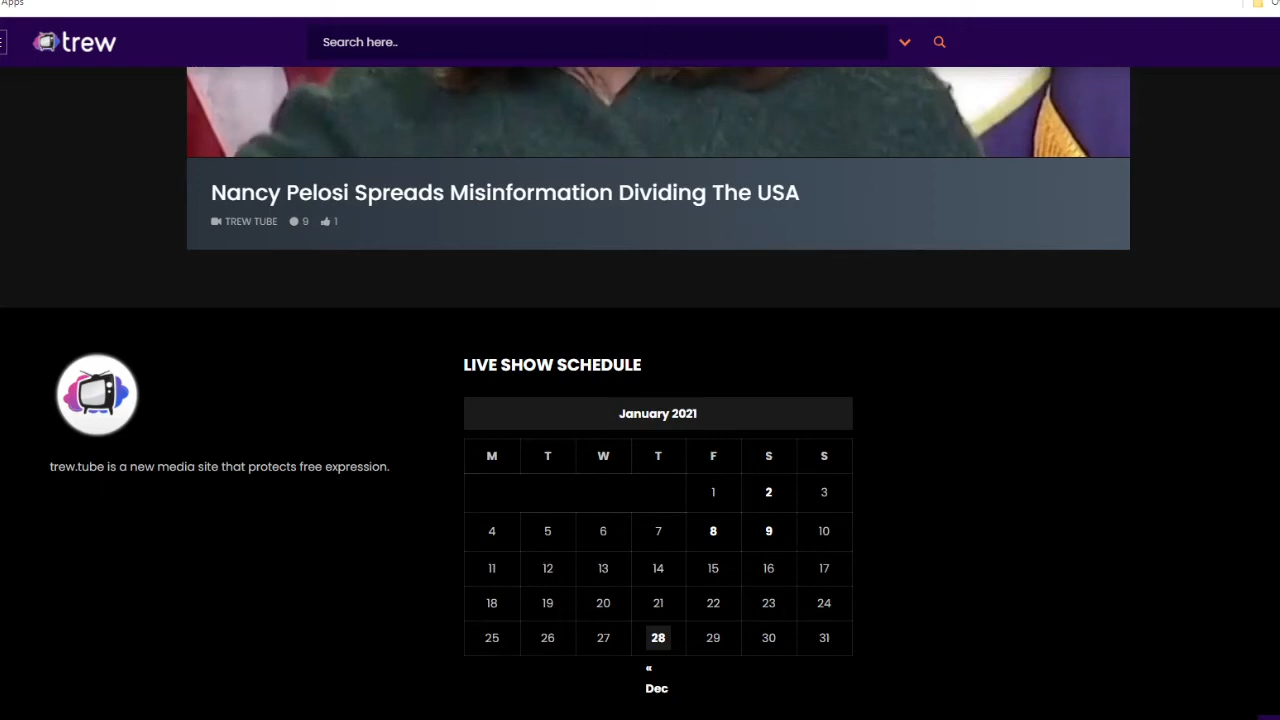 Apps
trew
Search here..
Nancy Pelosi Spreads Misinformation Dividing The USA
TREW TUBE 9 1
LIVE SHOW SCHEDULE
January 2021
M T W T F S S
1 2 3
4 5 6 7 8 9 10
trew.tube is a new media site that protects free expression.
11 12 13 14 15 16 17
18 19 20 21 22 23 24
25 26 27 28 29 30 31
«
Dec